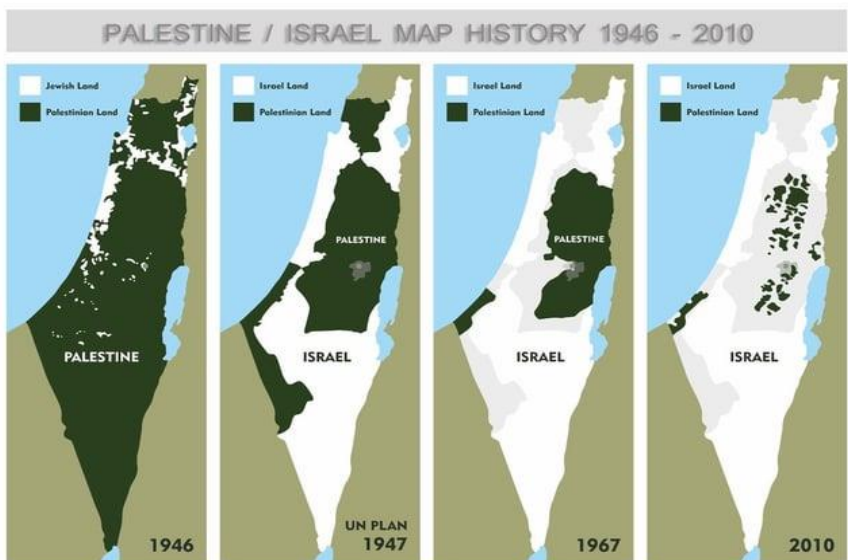 PALESTINE / ISRAEL MAP HISTORY 1946 - 2010
Jewish Land
Palestinian Land
PALESTINE
1946
Israel Land
Palestinian Land
PALESTINE
ISRAEL
UN PLAN
1947
Israel Land
Palestinian Land
PALESTINE
ISRAEL
1967
Israel Land
Palestinian Land
ISRAEL
2010